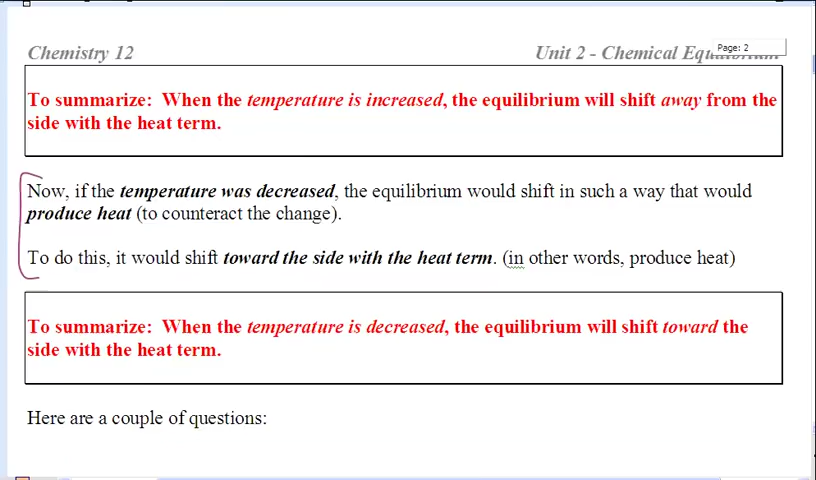 Chemistry 12
Unit 2 - Chemical Equilibrium
Page: 2
To summarize: When the temperature is increased, the equilibrium will shift away from the
side with the heat term.
Now, if the temperature was decreased, the equilibrium would shift in such a way that would
produce heat (to counteract the change).
To do this, it would shift toward the side with the heat term. (in other words, produce heat)
To summarize: When the temperature is decreased, the equilibrium will shift toward the
side with the heat term.
Here are a couple of questions: